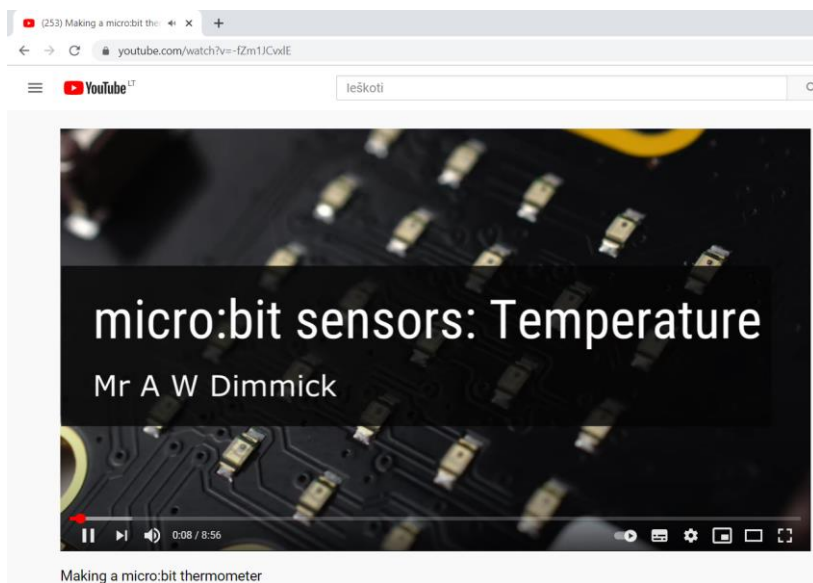 (253) Making a micro:bit the
youtube.com/watch?v=-fZm1JCvxlE
YouTube LT
Ieškoti
micro:bit sensors: Temperature
Mr A W Dimmick
0:08 / 8:56
Making a micro:bit thermometer